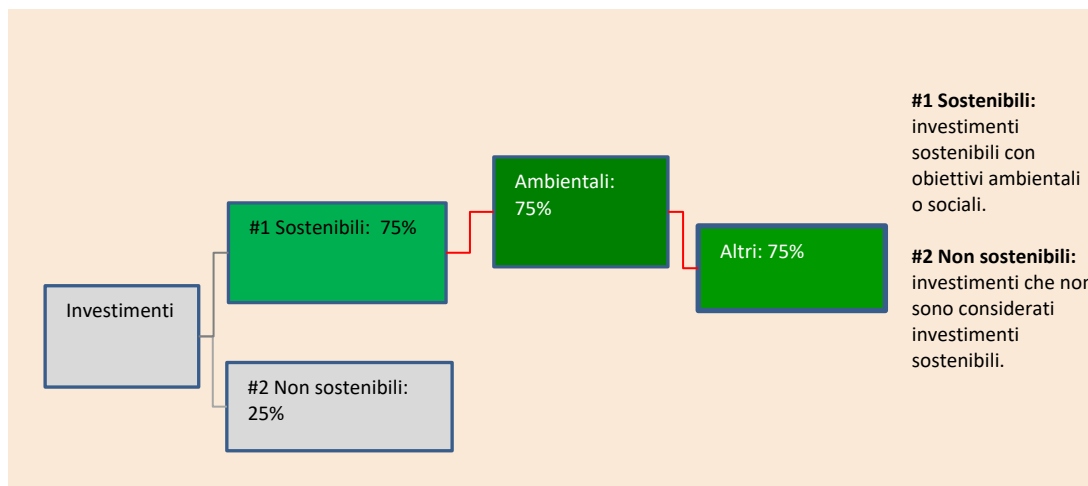 Investimenti
#1 Sostenibili: 75%
#2 Non sostenibili:
25%
Ambientali:
75%
Altri: 75%
#1 Sostenibili:
investimenti
sostenibili con
obiettivi ambientali
o sociali.
#2 Non sostenibili:
investimenti che non
sono considerati
investimenti
sostenibili.